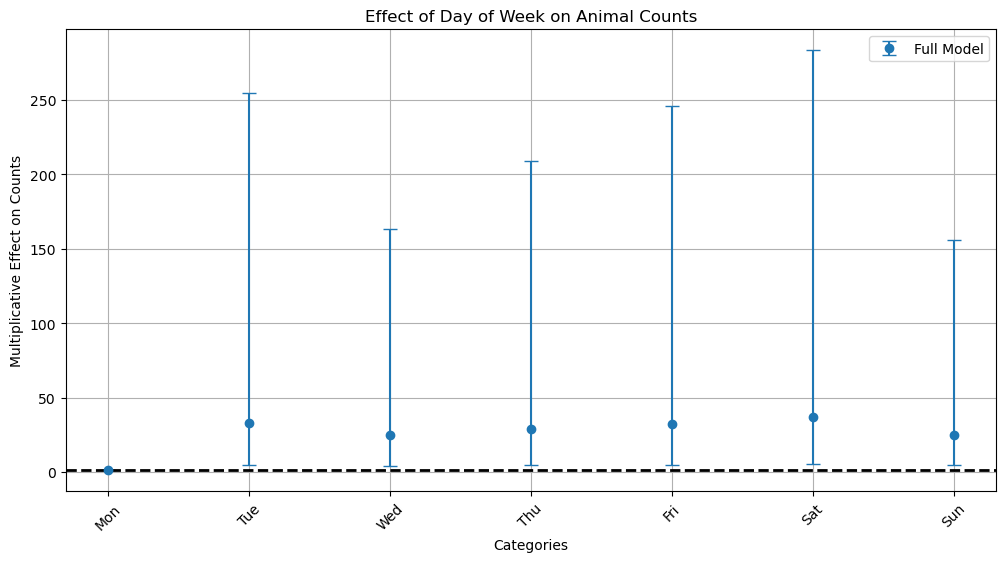 Effect of Day of Week on Animal Counts
Full Model
Multiplicative Effect on Counts
250
200
150
100
50
0
Mon
Tue
Wed
Thu
Fri
Sat
Sun
Categories